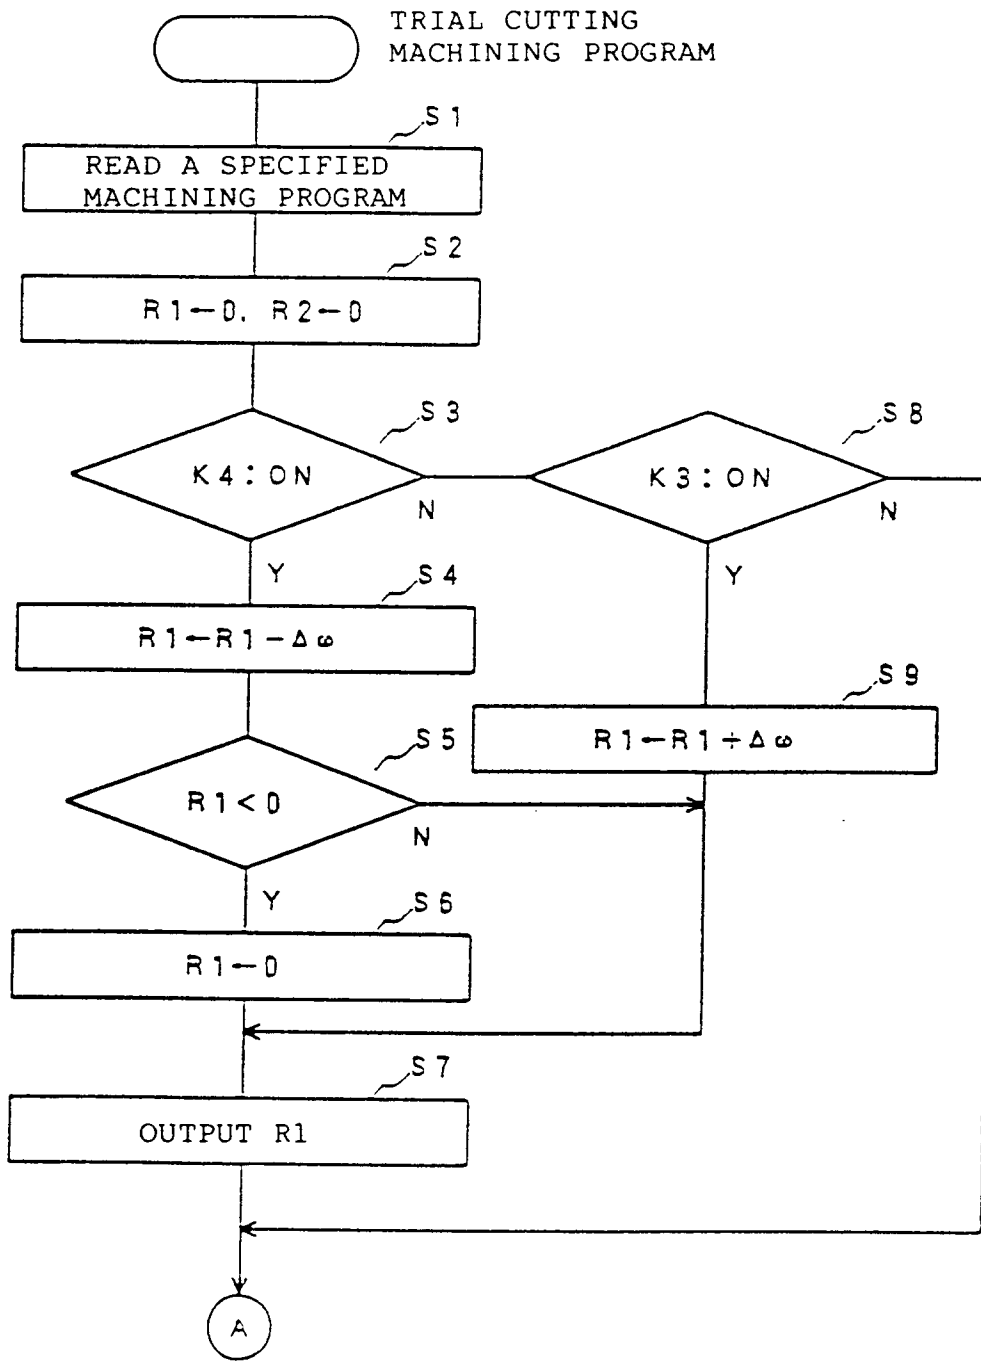 TRIAL CUTTING
MACHINING PROGRAM
S1
READ A SPECIFIED
MACHINING PROGRAM
S2
R1←0. R2←0
S3
K4:ON
N
Y
S8
K3:ON
N
Y
S4
R1←R1-Δω
S9
R1←R1+Δω
S5
R1<0
N
Y
S6
R1←0
S7
OUTPUT R1
A